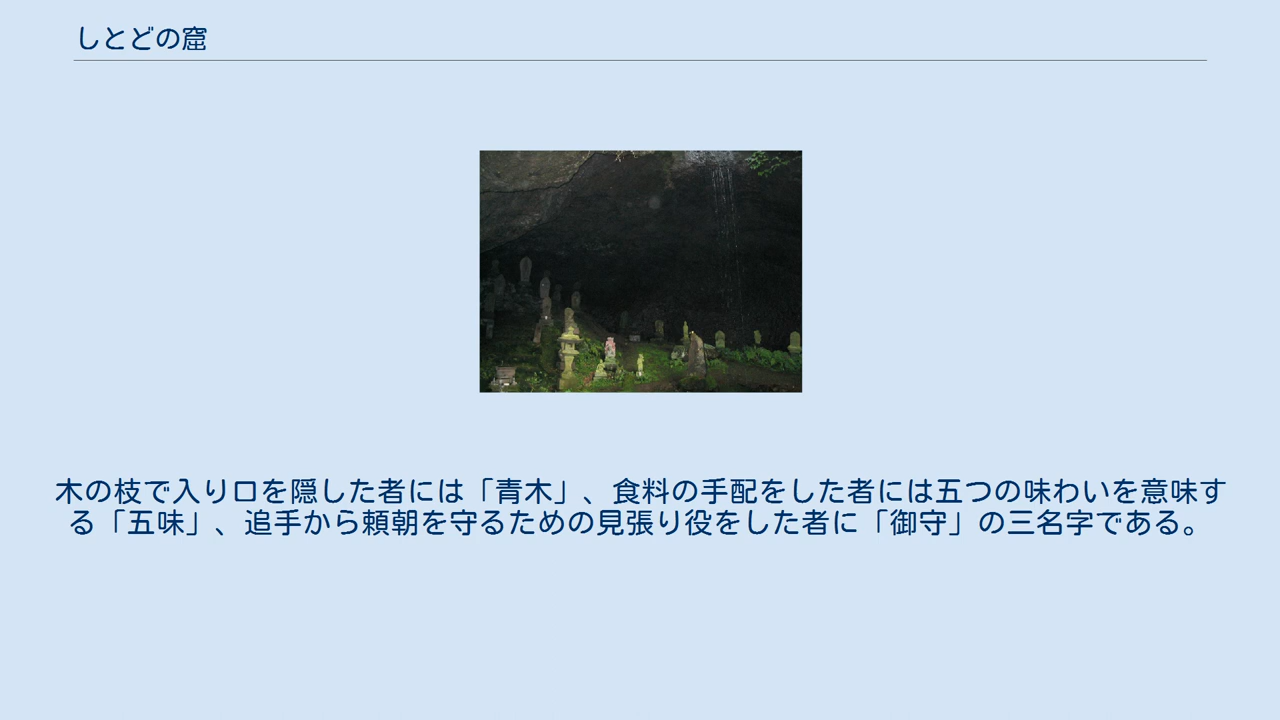 しとどの窟
木の枝で入り口を隠した者には「青木」、食料の手配をした者には五つの味わいを意味す
る「五味」、追手から頼朝を守るための見張り役をした者に「御守」の三名字である。